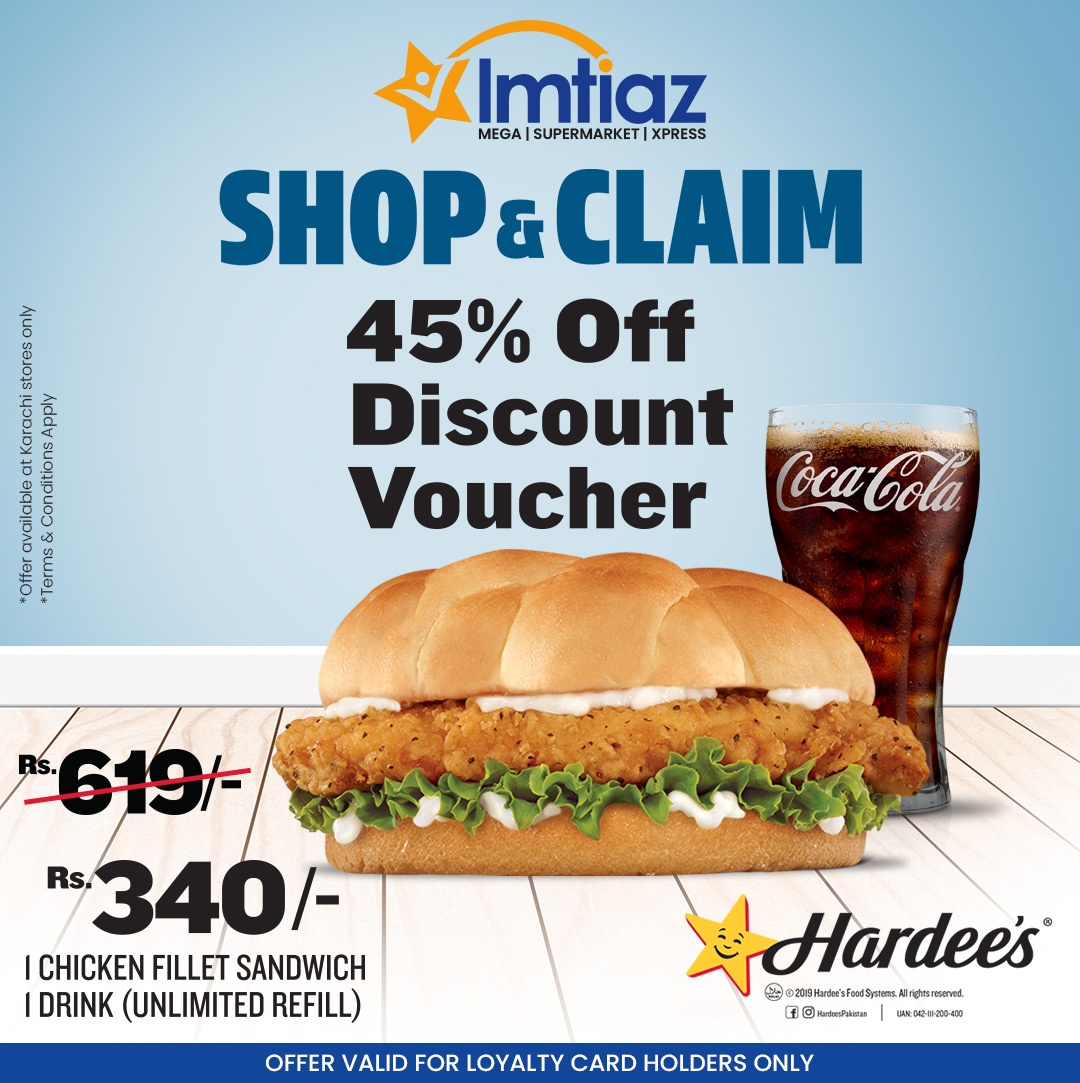 Imtiaz
MEGA | SUPERMARKET | XPRESS
SHOP & CLAIM
45% Off
Discount
Voucher
*Offer available at Karachi stores only
*Terms & Conditions Apply
Coca-Cola
Rs.619/-
Rs.340/-
1 CHICKEN FILLET SANDWICH
1 DRINK (UNLIMITED REFILL)
Hardee's®
© 2019 Hardee's Food Systems. All rights reserved.
HardeesPakistan | UAN: 042-111-200-400
OFFER VALID FOR LOYALTY CARD HOLDERS ONLY